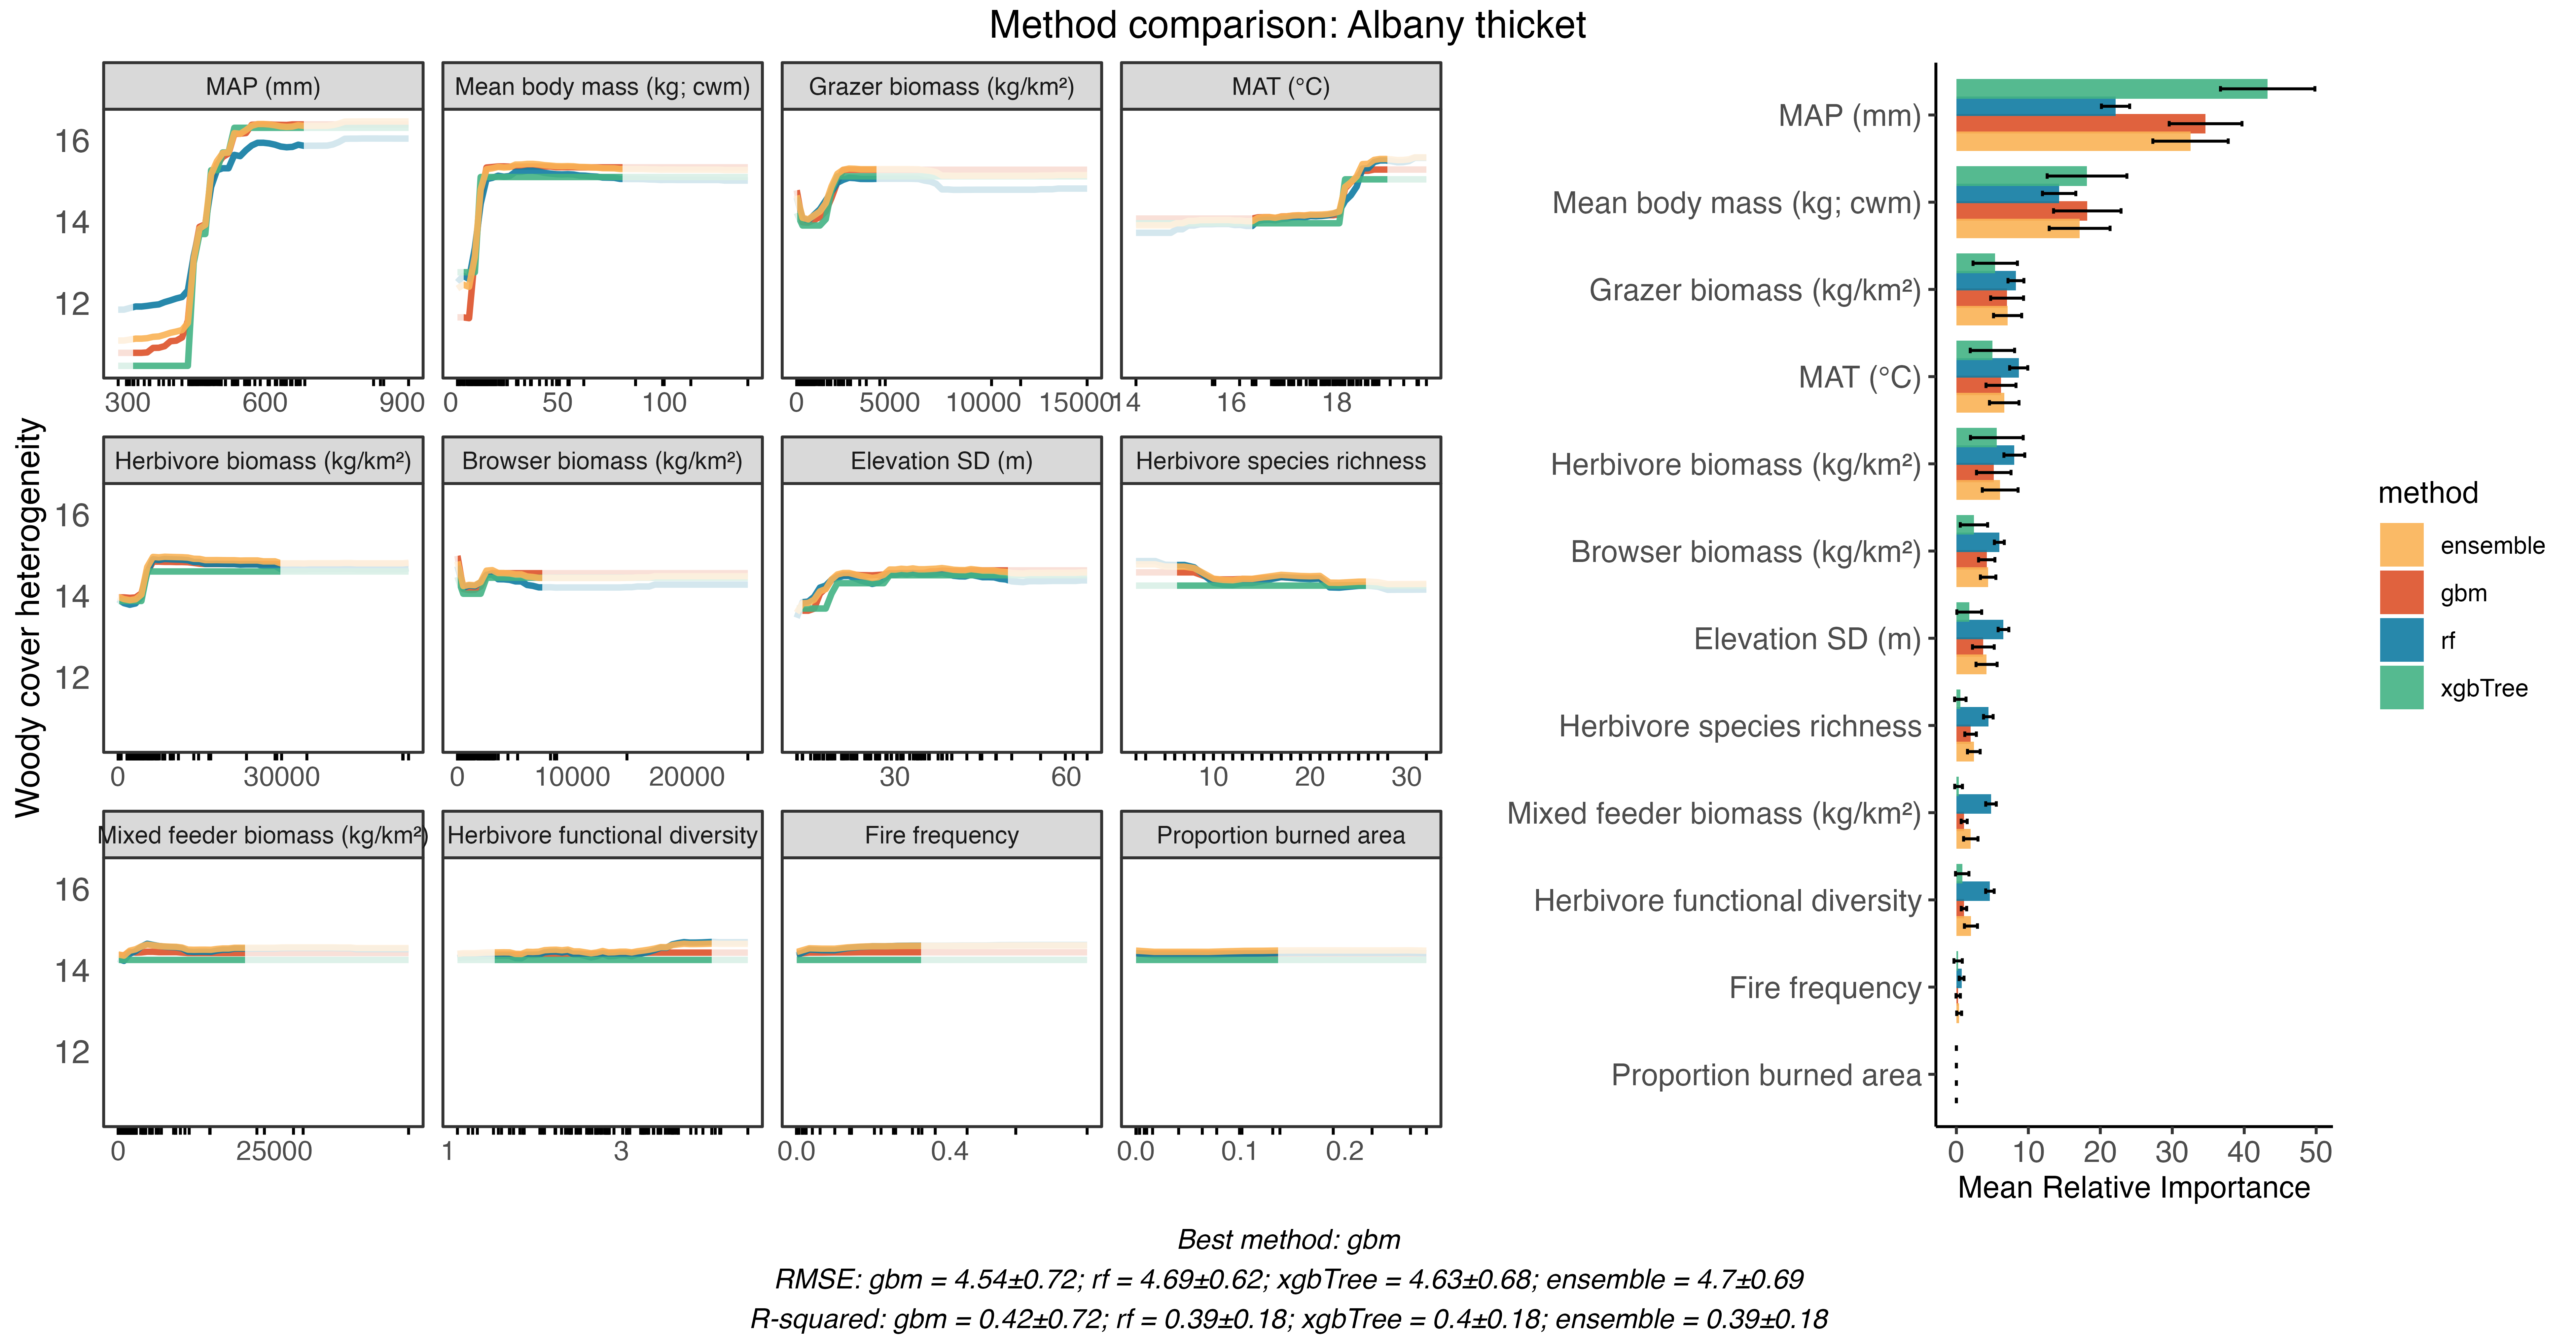 Method comparison: Albany thicket
MAP (mm)
Mean body mass (kg; cwm)
Grazer biomass (kg/km²)
MAT (°C)
16
14
12
300 600 900
0 50 100
0 5000 10000 15000
14 16 18
Woody cover heterogeneity
Herbivore biomass (kg/km²)
Browser biomass (kg/km²)
Elevation SD (m)
Herbivore species richness
16
14
12
0 30000
0 10000 20000
30 60
10 20 30
Mixed feeder biomass (kg/km²)
Herbivore functional diversity
Fire frequency
Proportion burned area
16
14
12
0 25000
1 3
0.0 0.4
0.0 0.1 0.2
MAP (mm)
Mean body mass (kg; cwm)
Grazer biomass (kg/km²)
MAT (°C)
Herbivore biomass (kg/km²)
Browser biomass (kg/km²)
Elevation SD (m)
Herbivore species richness
Mixed feeder biomass (kg/km²)
Herbivore functional diversity
Fire frequency
Proportion burned area
0 10 20 30 40 50
Mean Relative Importance
method
ensemble
gbm
rf
xgbTree
Best method: gbm
RMSE: gbm = 4.54±0.72; rf = 4.69±0.62; xgbTree = 4.63±0.68; ensemble = 4.7±0.69
R-squared: gbm = 0.42±0.72; rf = 0.39±0.18; xgbTree = 0.4±0.18; ensemble = 0.39±0.18